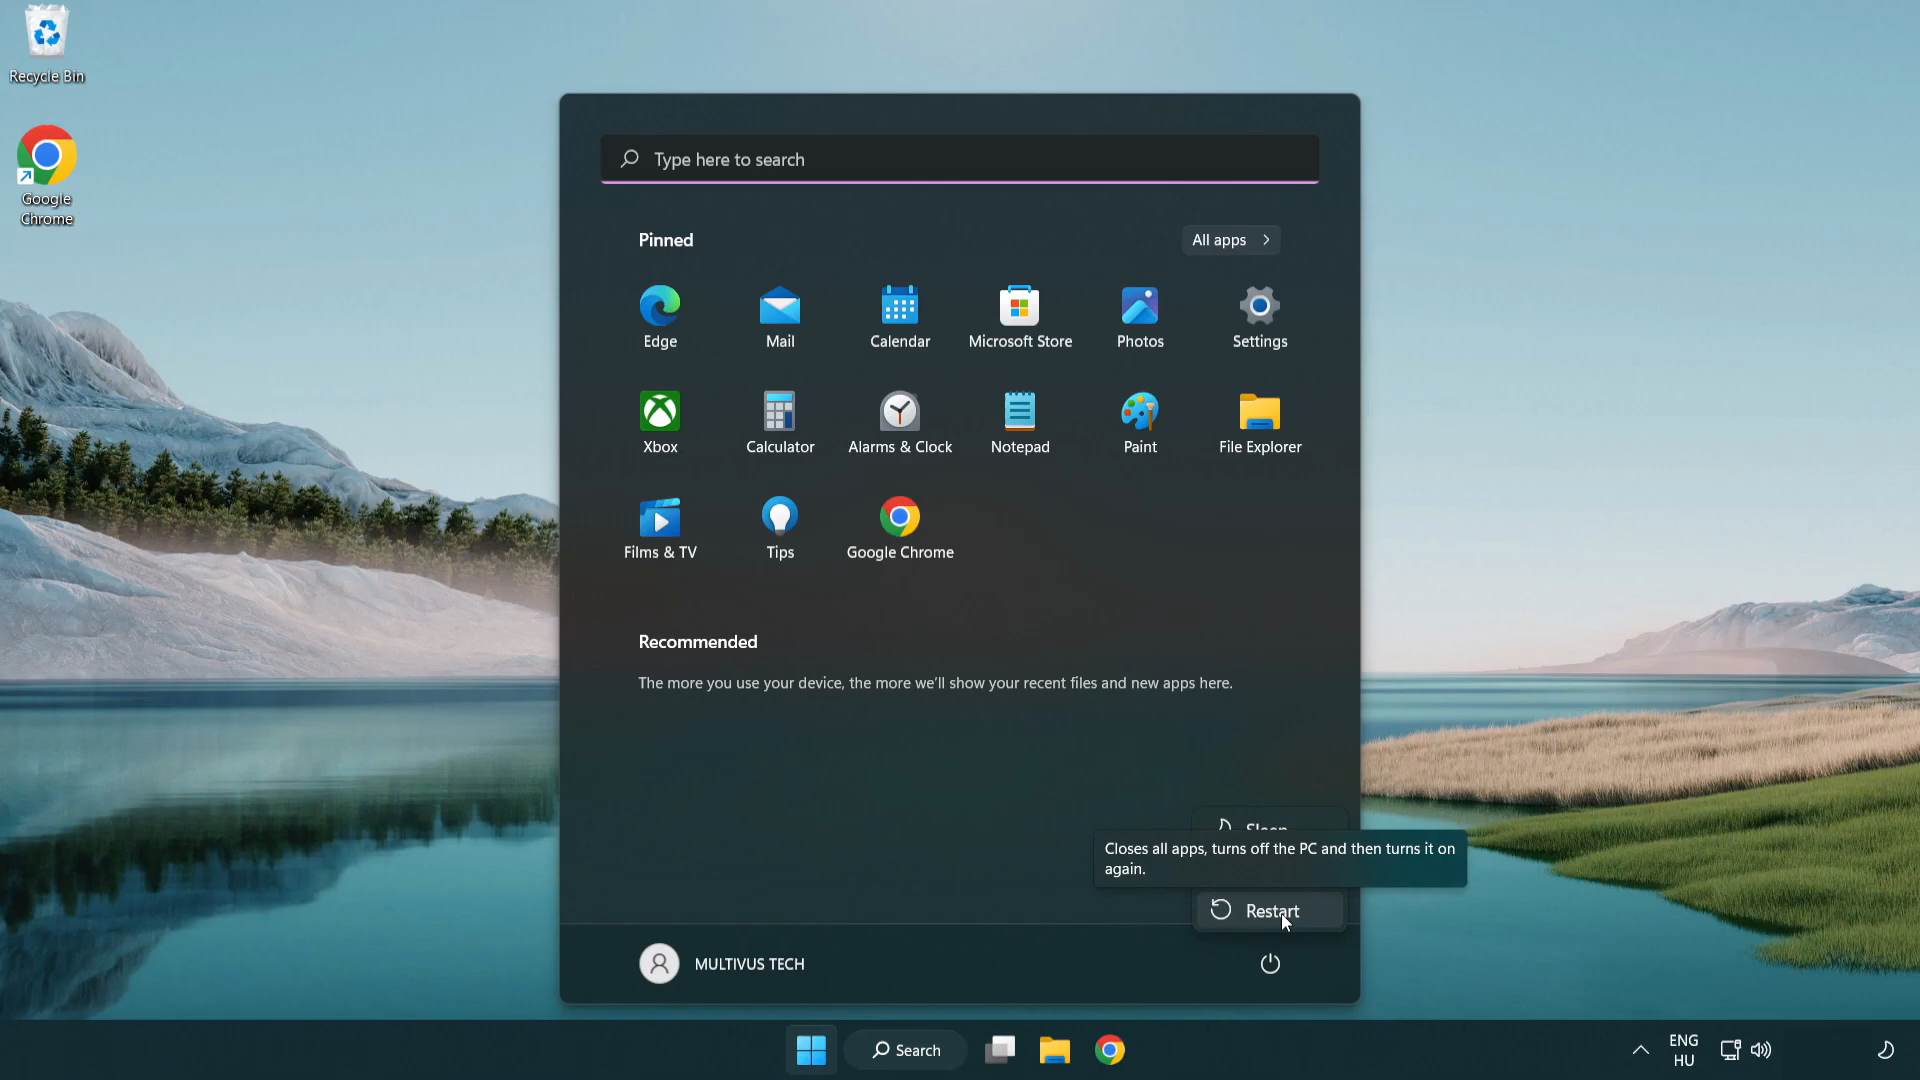 Recycle Bin
Google
Chrome
Type here to search
Pinned
All apps
Edge
Mail
Calendar
Microsoft Store
Photos
Settings
Xbox
Calculator
Alarms & Clock
Notepad
Paint
File Explorer
Films & TV
Tips
Google Chrome
Recommended
The more you use your device, the more we'll show your recent files and new apps here.
Sleep
Closes all apps, turns off the PC and then turns it on
again.
Restart
MULTIVUS TECH
Search
ENG
HU